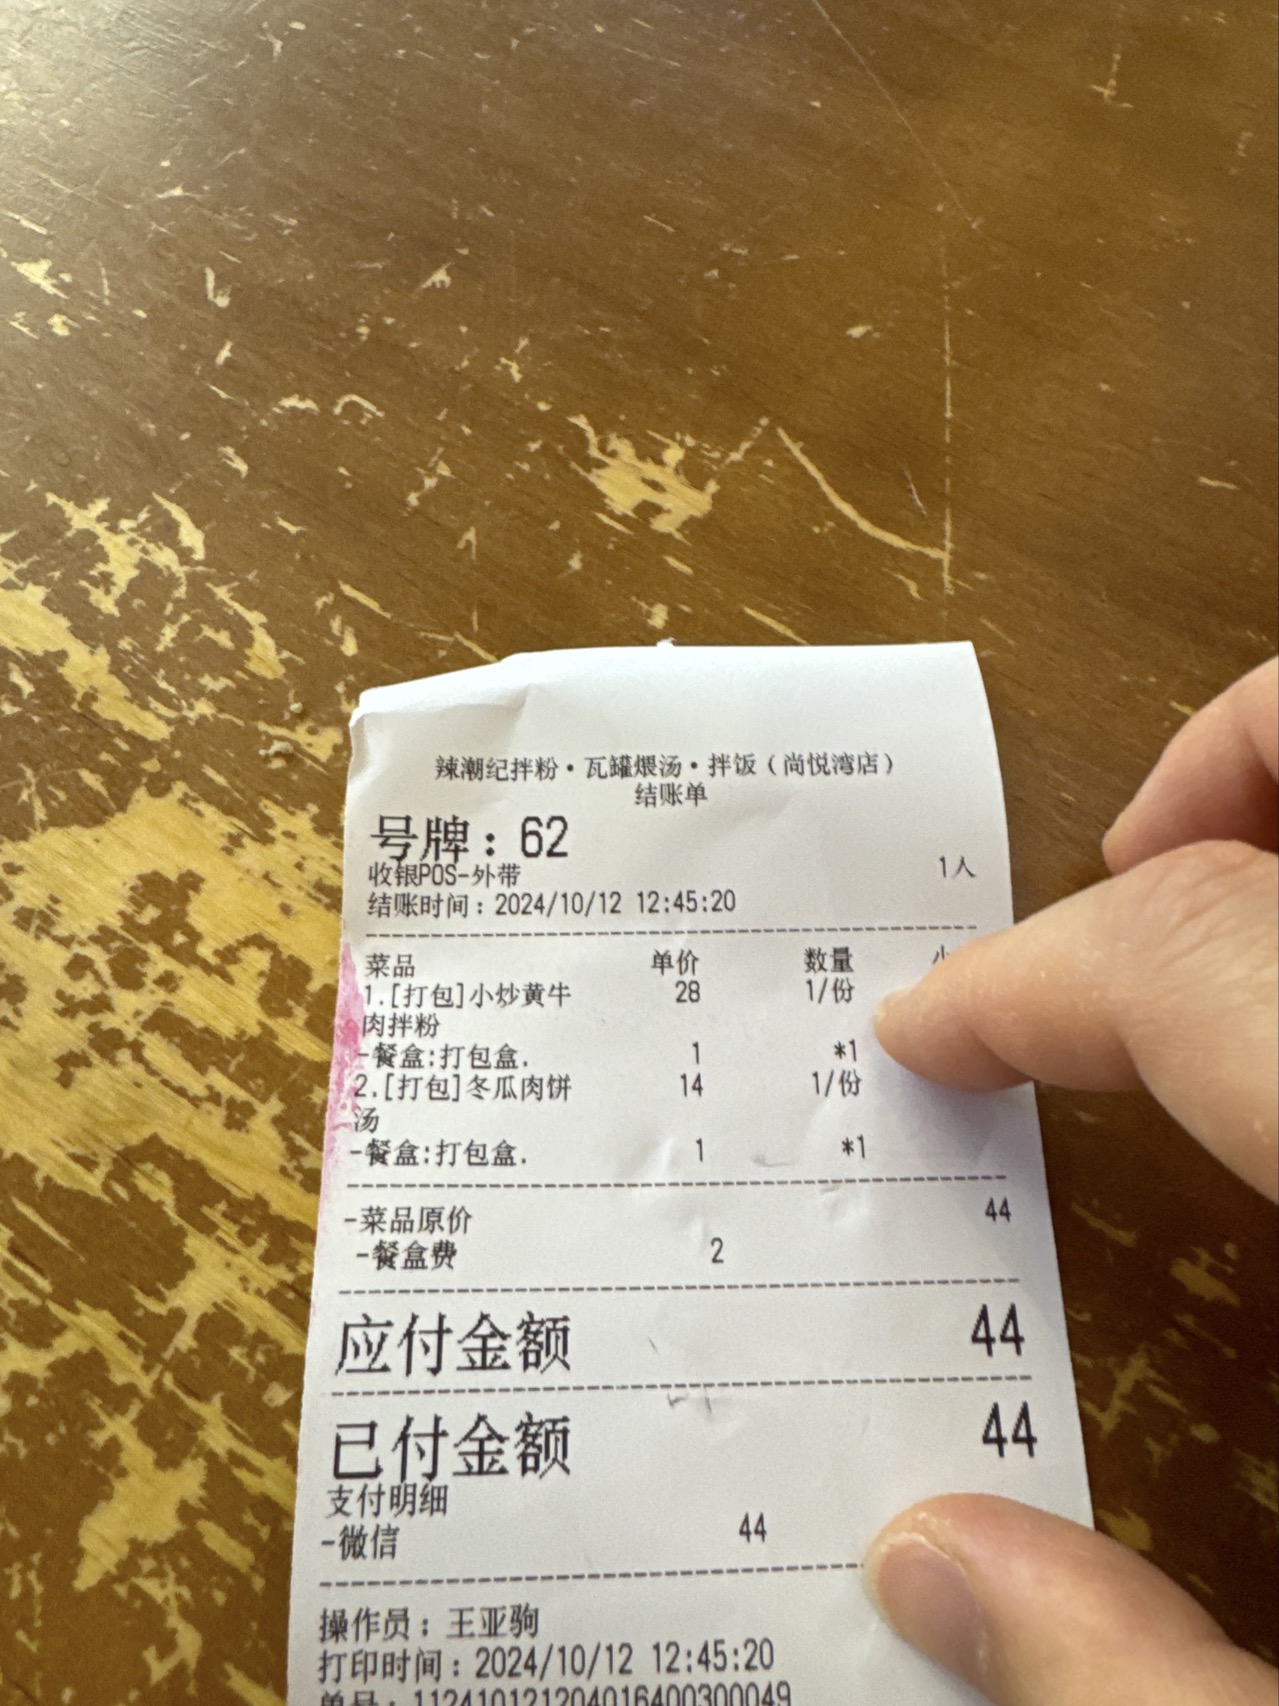 辣潮纪拌粉·瓦罐煨汤·拌饭（尚悦湾店）
结账单
号牌：62
收银POS-外带 1人
结账时间：2024/10/12 12:45:20
菜品 单价 数量 小
1.[打包]小炒黄牛 28 1/份
肉拌粉
-餐盒:打包盒. 1 *1
2.[打包]冬瓜肉饼 14 1/份
汤
-餐盒:打包盒. 1 *1
-菜品原价 44
-餐盒费 2
应付金额 44
已付金额 44
支付明细
-微信 44
操作员：王亚驹
打印时间：2024/10/12 12:45:20
单号：11241012120401640030​0049